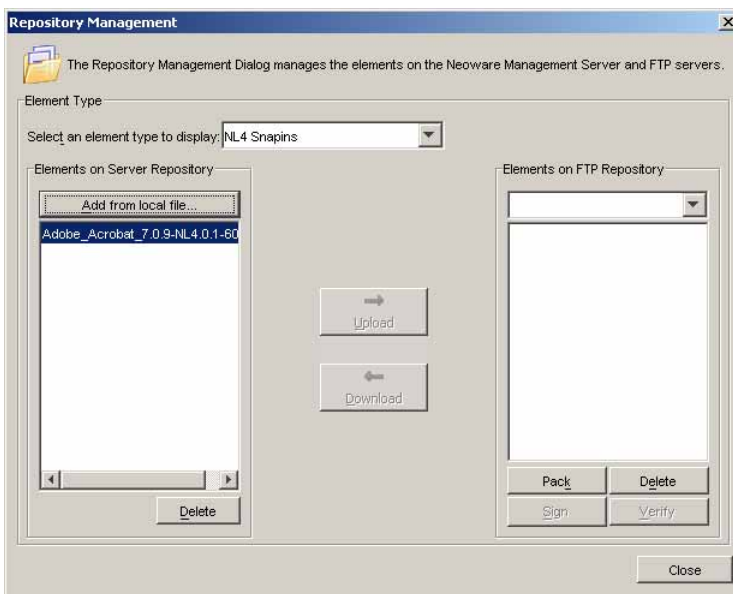 Repository Management
The Repository Management Dialog manages the elements on the Neoware Management Server and FTP servers.
Element Type
Select an element type to display: NL4 Snapins
Elements on Server Repository
Add from local file...
Adobe_Acrobat_7.0.9-NL4.0.1-60
Delete
Upload
Download
Elements on FTP Repository
Pack
Delete
Sign
Verify
Close